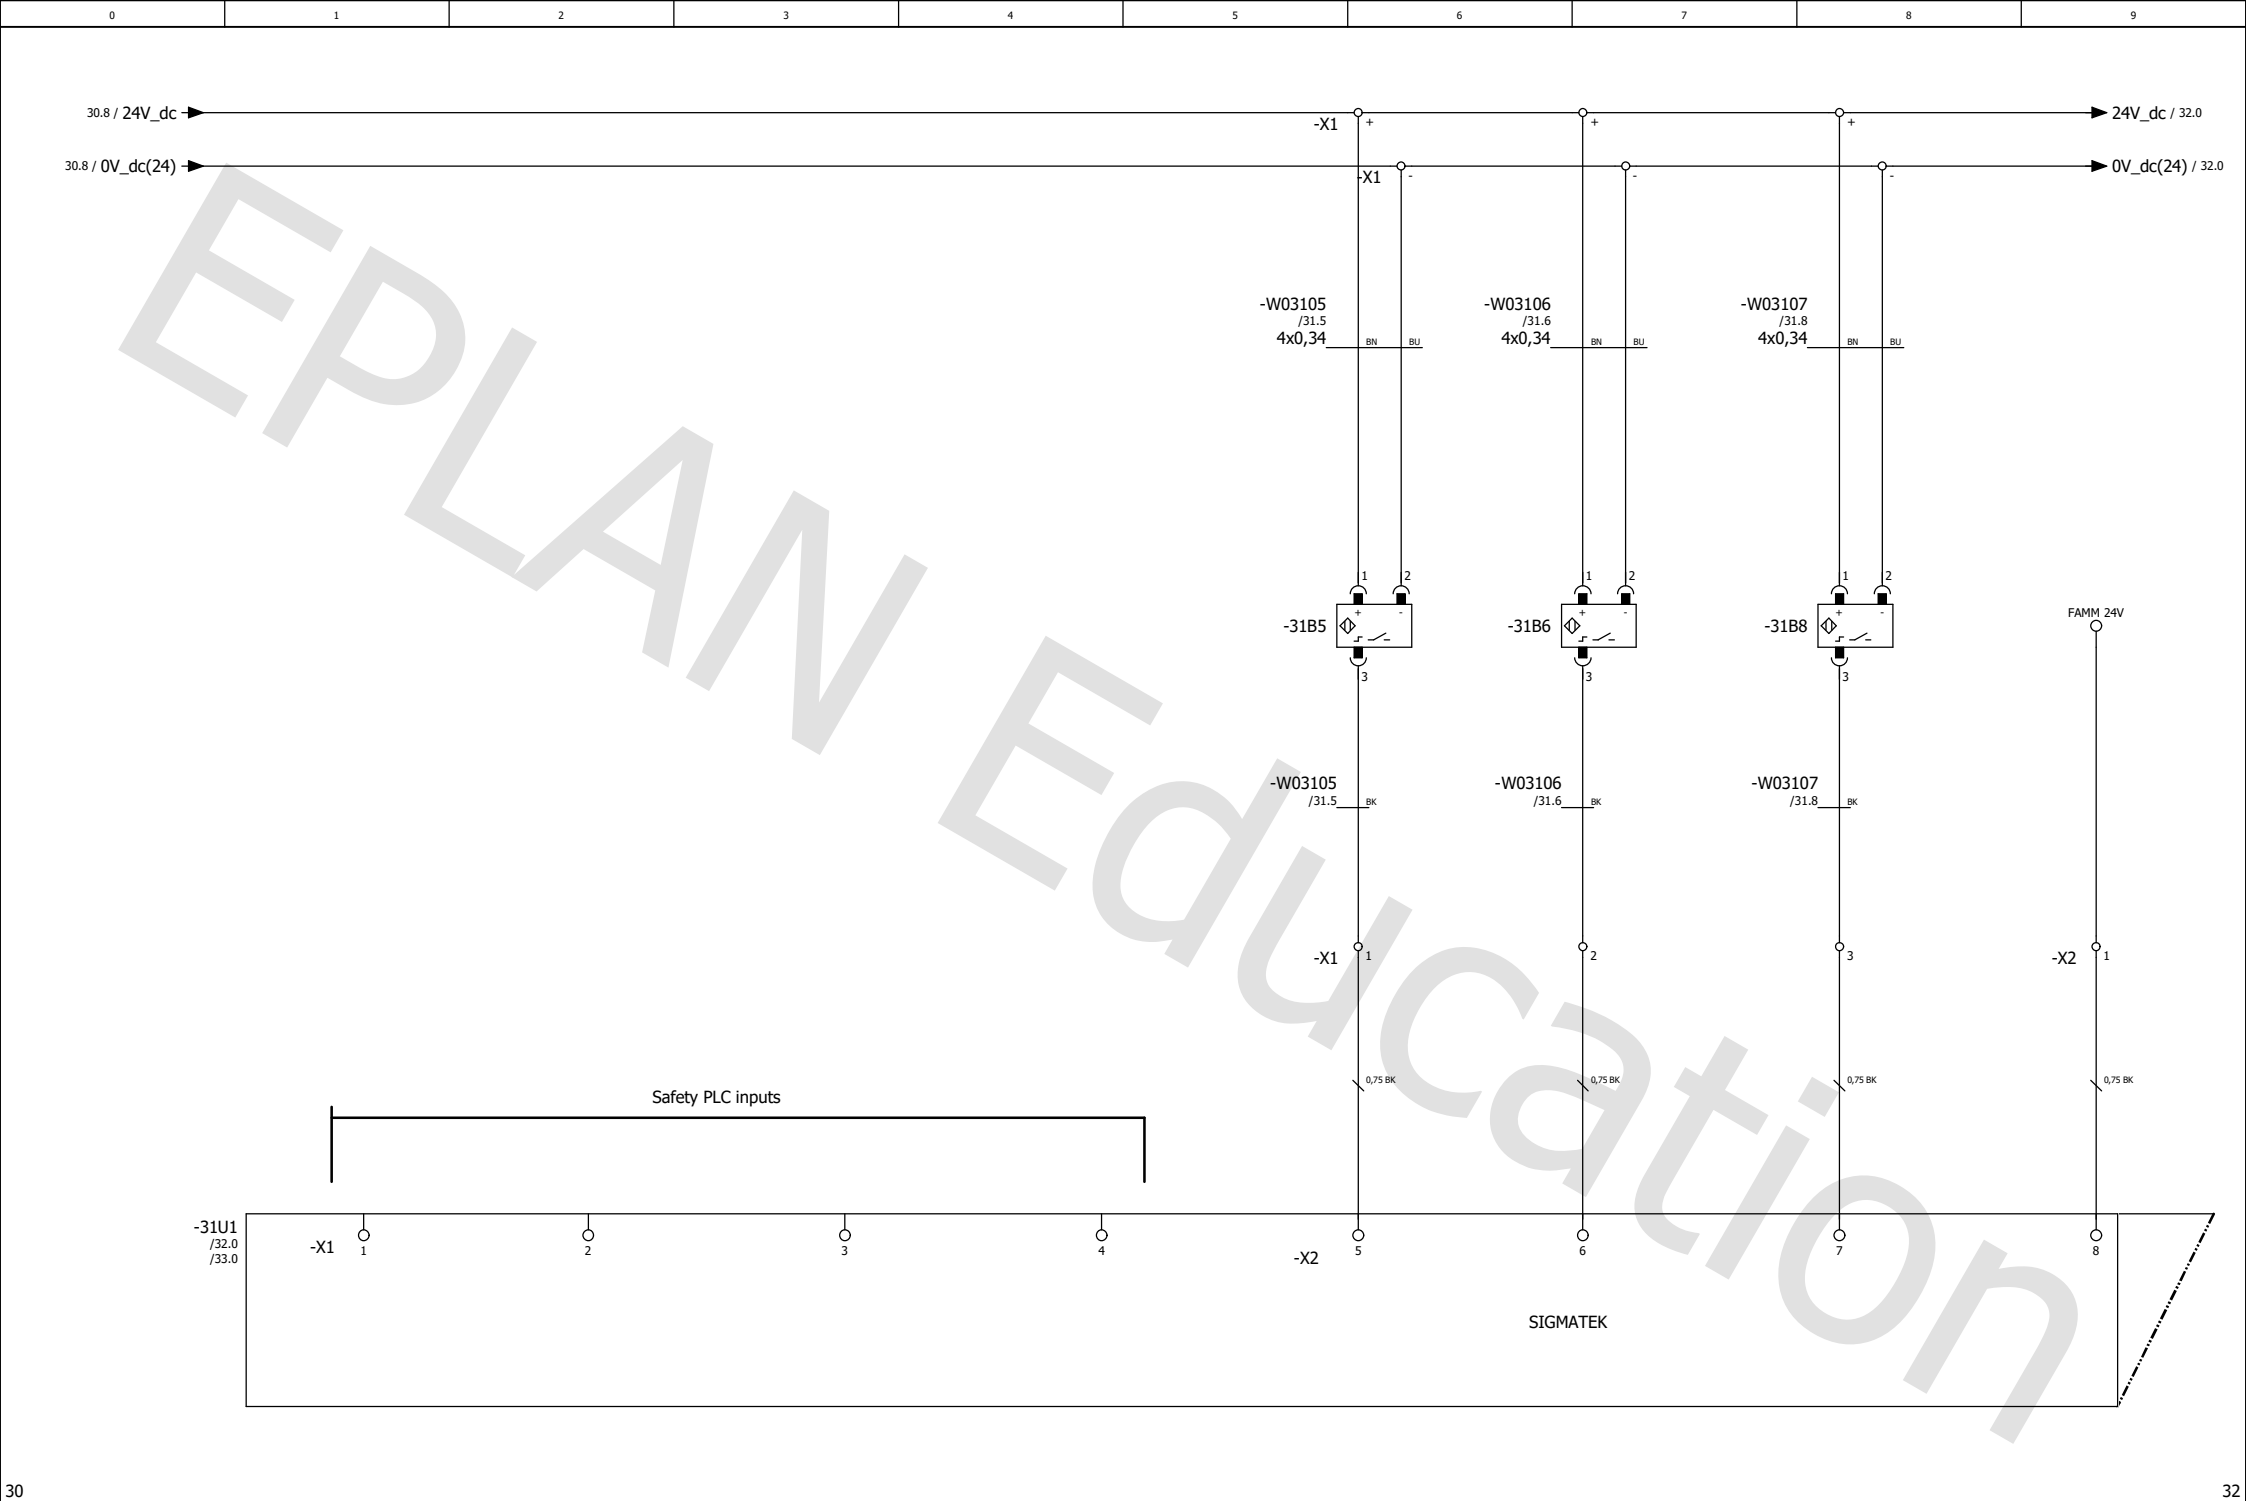 0 1 2 3 4 5 6 7 8 9
30.8 / 24V_dc
24V_dc / 32.0
-X1 + + +
30.8 / 0V_dc(24)
0V_dc(24) / 32.0
-X1 - - -
-W03105 -W03106 -W03107
/31.5 /31.6 /31.8
4x0,34 BN BU 4x0,34 BN BU 4x0,34 BN BU
1 2 1 2 1 2
+ - + - + -
FAMM 24V
-31B5 -31B6 -31B8
3 3 3
-W03105 -W03106 -W03107
/31.5 BK /31.6 BK /31.8 BK
-X1 1 2 3 -X2 1
0,75 BK 0,75 BK 0,75 BK 0,75 BK
Safety PLC inputs
-31U1
/32.0
/33.0
-X1 1 2 3 4 -X2 5 6 7 8
SIGMATEK
EPLAN Education
30 32